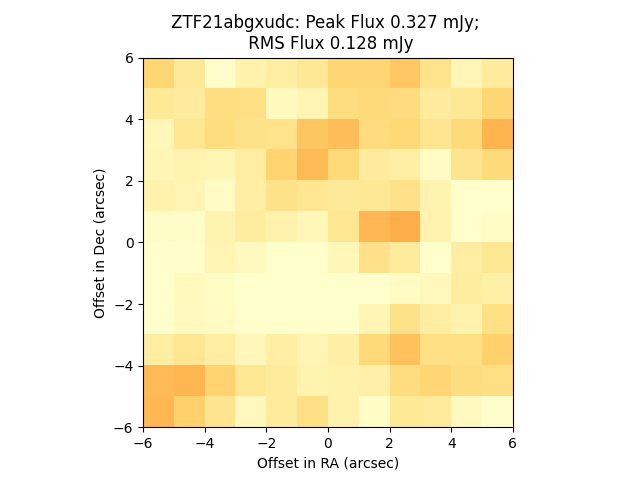 ZTF21abgxudc: Peak Flux 0.327 mJy;
RMS Flux 0.128 mJy
6
4
2
0
−2
−4
−6
Offset in Dec (arcsec)
−6 −4 −2 0 2 4 6
Offset in RA (arcsec)